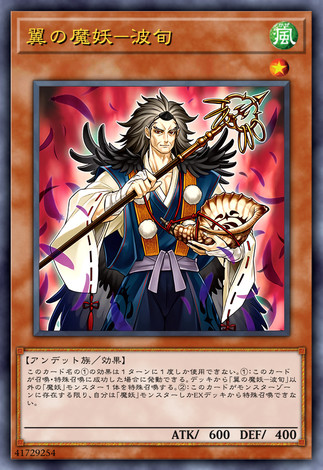 翼の魔妖－波旬
風
【アンデット族／効果】
このカード名の①の効果は１ターンに１度しか使用できない。①：このカード
が召喚・特殊召喚に成功した場合に発動できる。デッキから「翼の魔妖－波旬」以
外の「魔妖」モンスター１体を特殊召喚する。②：このカードがモンスターゾー
ンに存在する限り、自分は「魔妖」モンスターしかEXデッキから特殊召喚できな
い。
ATK/ 600 DEF/ 400
41729254